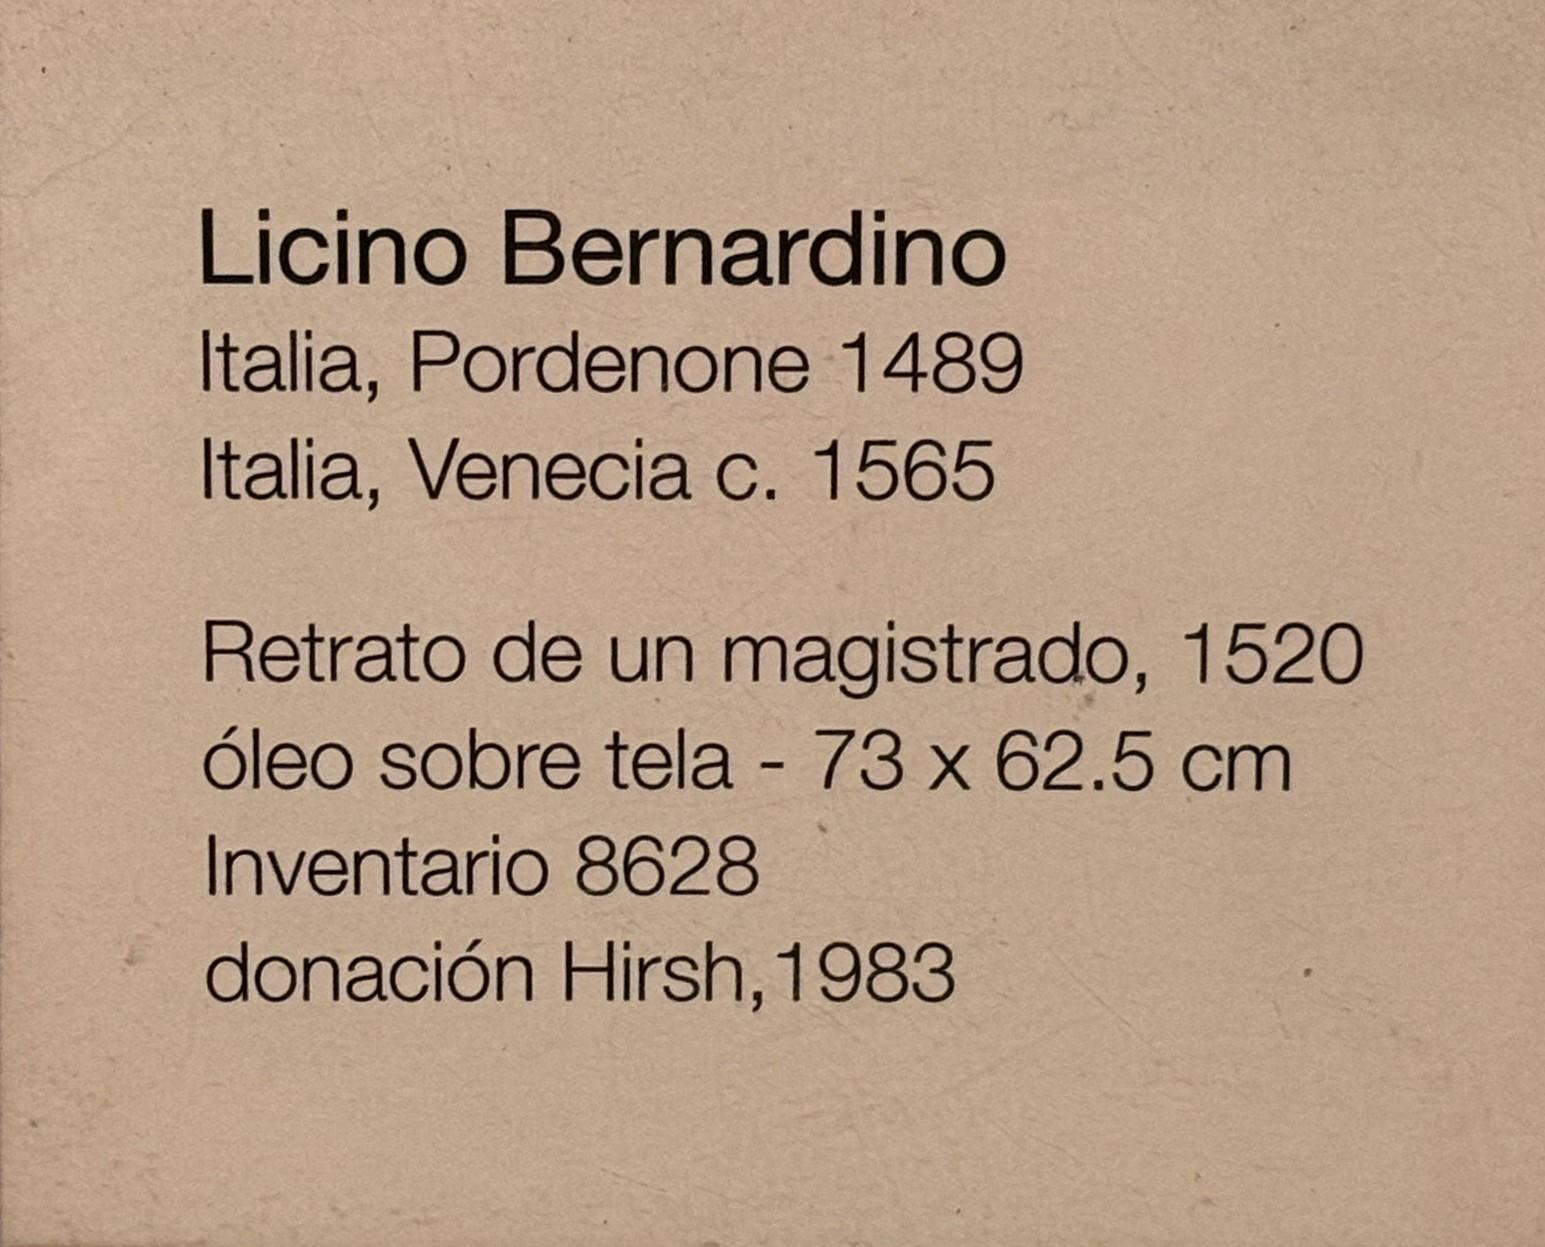 Licino Bernardino
Italia, Pordenone 1489
Italia, Venecia c. 1565
Retrato de un magistrado, 1520
óleo sobre tela - 73 x 62.5 cm
Inventario 8628
donación Hirsh,1983